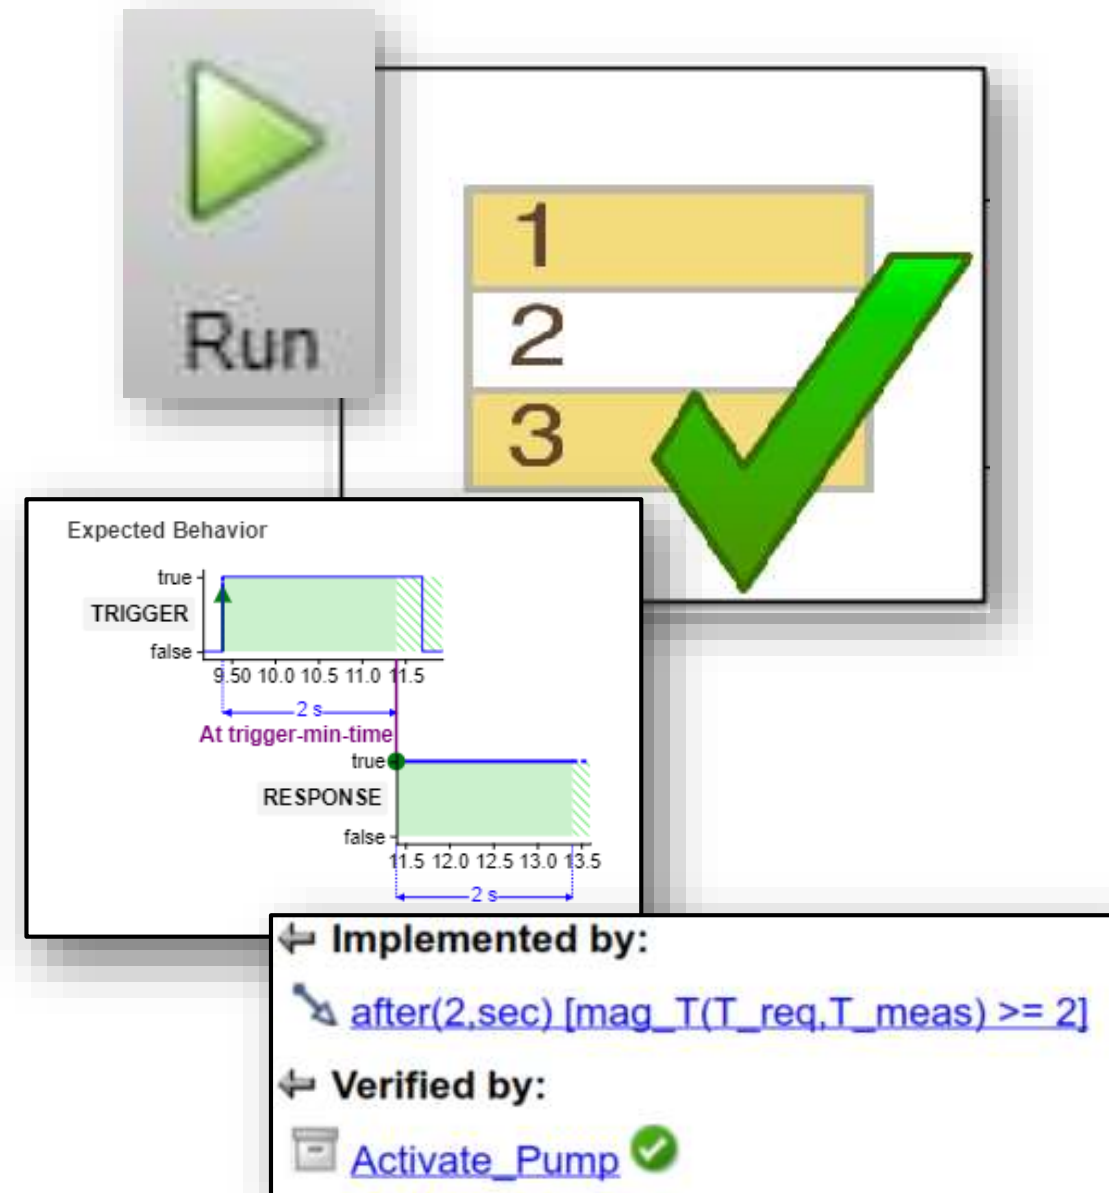 Run
1
2
3
Expected Behavior
true
TRIGGER
false
9.50 10.0 10.5 11.0 11.5
2 s
At trigger-min-time
true
RESPONSE
false
11.5 12.0 12.5 13.0 13.5
2 s
Implemented by:
after(2,sec) [mag_T(T_req,T_meas) >= 2]
Verified by:
Activate_Pump